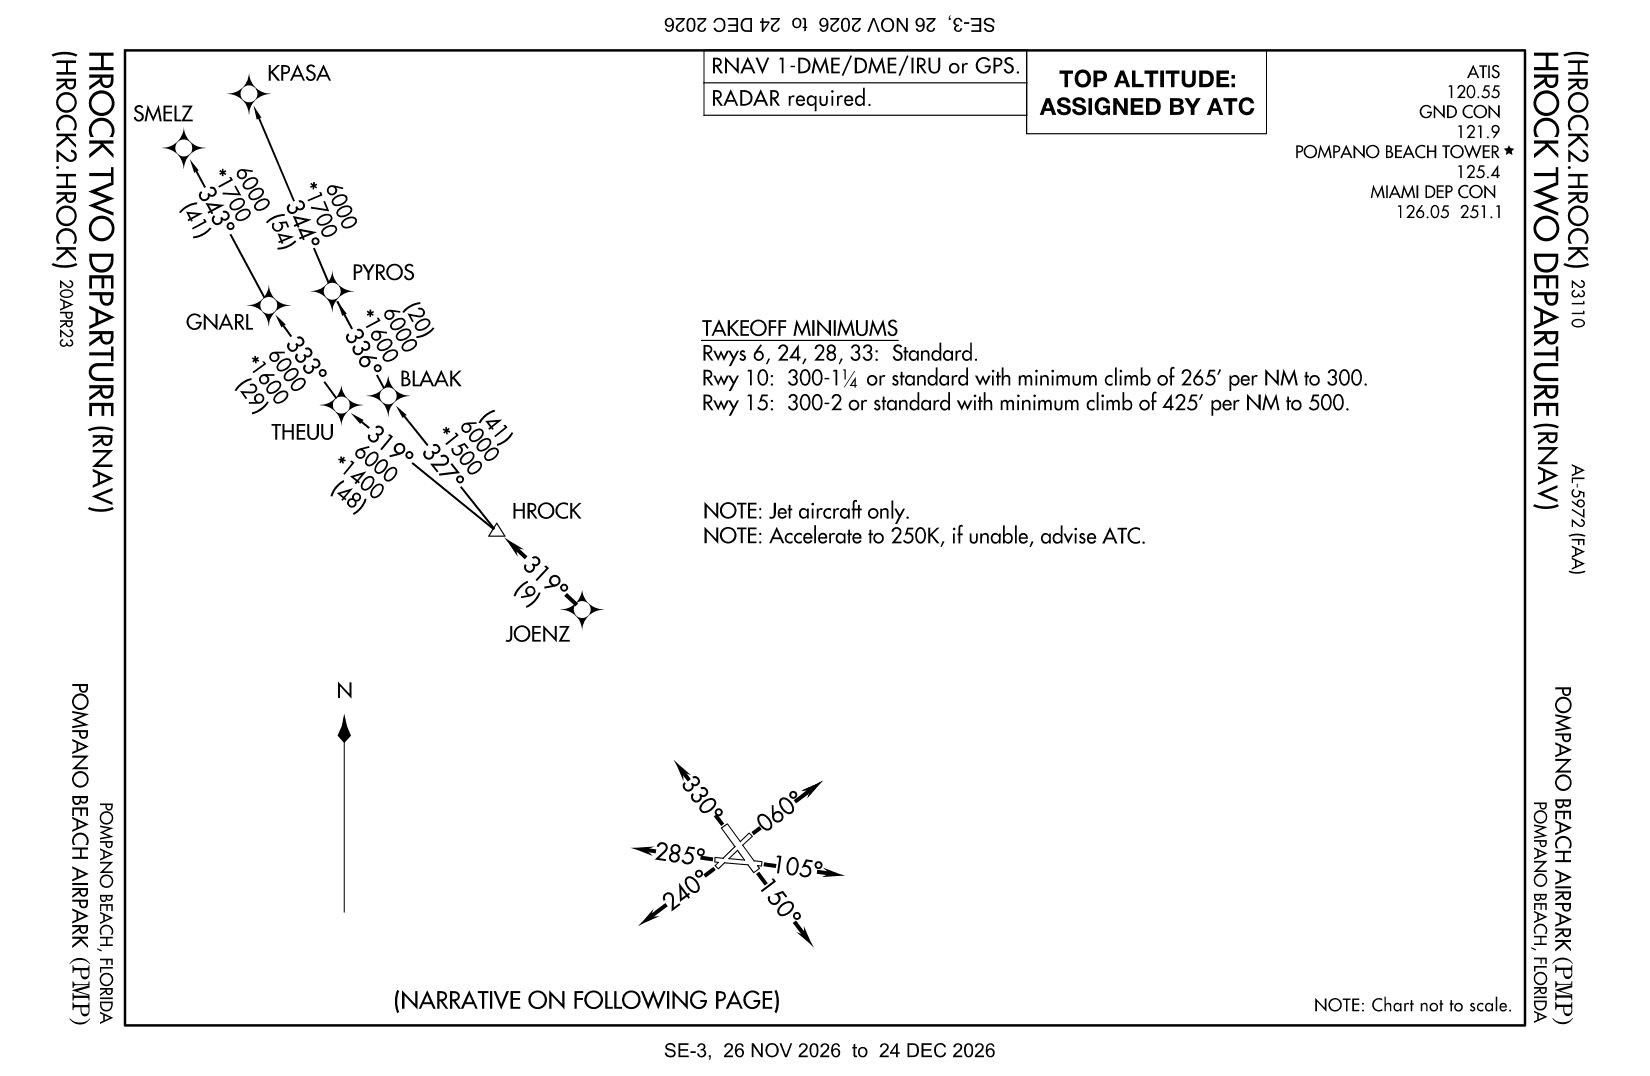 SE-3, 26 NOV 2026 to 24 DEC 2026
(HROCK2.HROCK) 20APR23
HROCK TWO DEPARTURE (RNAV)
POMPANO BEACH AIRPARK (PMP)
POMPANO BEACH, FLORIDA
RNAV 1-DME/DME/IRU or GPS.
RADAR required.
TOP ALTITUDE:
ASSIGNED BY ATC
ATIS
120.55
GND CON
121.9
POMPANO BEACH TOWER ★
125.4
MIAMI DEP CON
126.05 251.1
KPASA
SMELZ
6000
*1700
343°
(41)
6000
*1700
344°
(54)
PYROS
GNARL
(20)
6000
*1600
336°
333°
6000
*1600
(29)
BLAAK
THEUU
(41)
6000
*1500
327°
319°
6000
*1400
(48)
HROCK
319°
(9)
JOENZ
TAKEOFF MINIMUMS
Rwys 6, 24, 28, 33: Standard.
Rwy 10: 300-1¼ or standard with minimum climb of 265' per NM to 300.
Rwy 15: 300-2 or standard with minimum climb of 425' per NM to 500.
NOTE: Jet aircraft only.
NOTE: Accelerate to 250K, if unable, advise ATC.
N
330°
060°
285°
105°
240°
150°
(NARRATIVE ON FOLLOWING PAGE)
NOTE: Chart not to scale.
(HROCK2.HROCK) 23110 AL-5972 (FAA)
HROCK TWO DEPARTURE (RNAV)
POMPANO BEACH AIRPARK (PMP)
POMPANO BEACH, FLORIDA
SE-3, 26 NOV 2026 to 24 DEC 2026